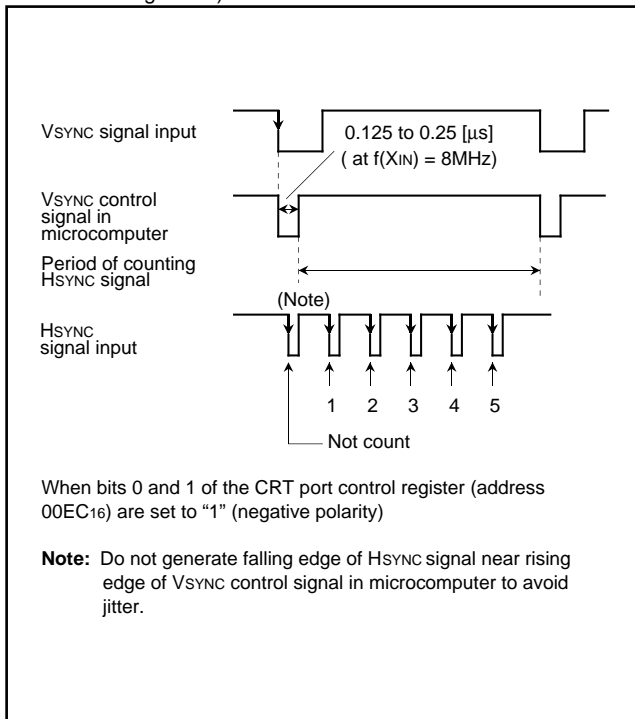 VSYNC signal input
0.125 to 0.25 [μs]
( at f(XIN) = 8MHz)
VSYNC control
signal in
microcomputer
Period of counting
HSYNC signal
(Note)
HSYNC
signal input
1 2 3 4 5
Not count
When bits 0 and 1 of the CRT port control register (address
00EC16) are set to “1” (negative polarity)
Note: Do not generate falling edge of HSYNC signal near rising
edge of VSYNC control signal in microcomputer to avoid
jitter.